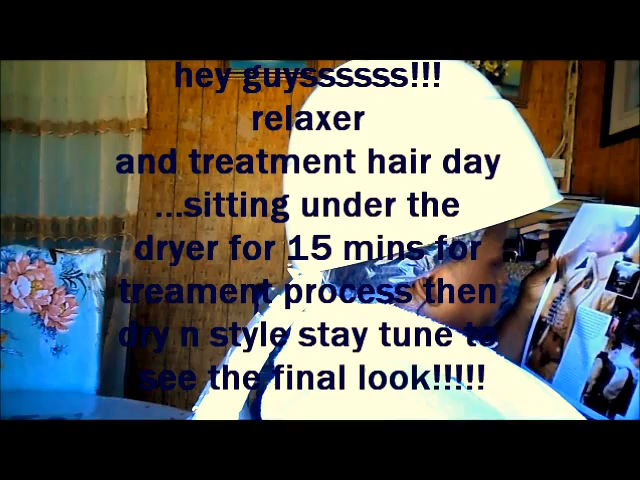 hey guyssssss!!!
relaxer
and treatment hair day
...sitting under the
dryer for 15 mins for
treament process then
dry n style stay tune to
see the final look!!!!!